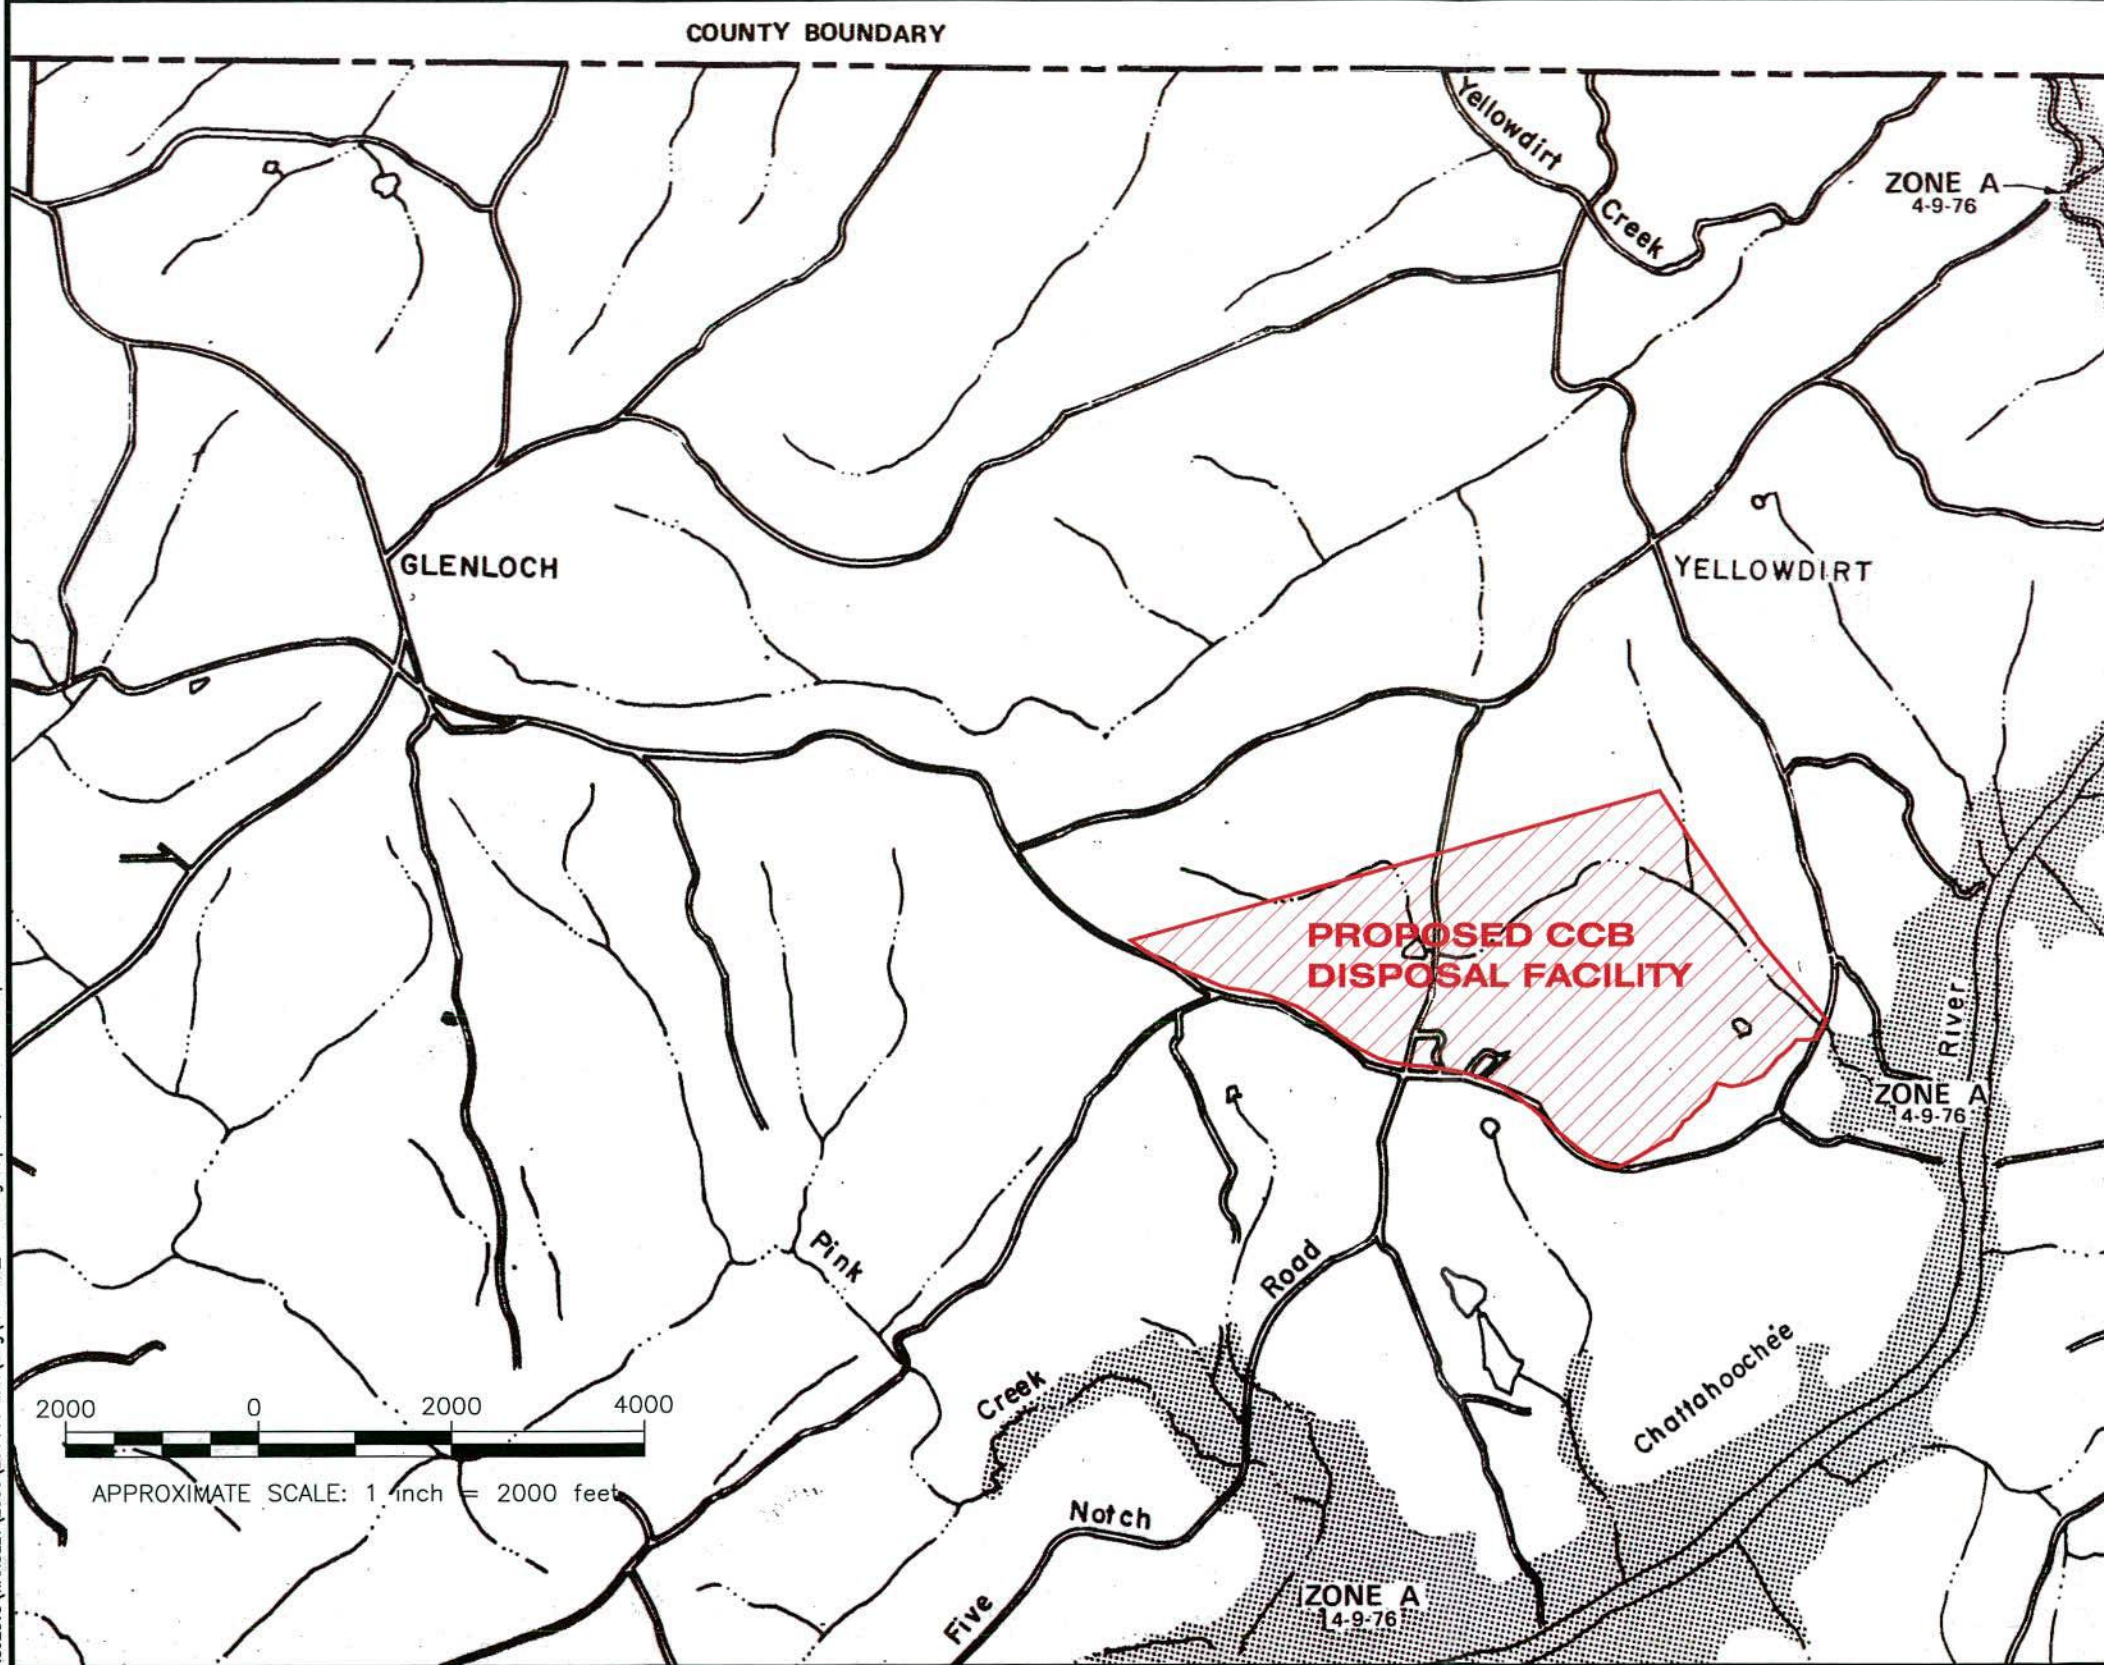 COUNTY BOUNDARY
Yellowdirt
Creek
ZONE A
4-9-76
GLENLOCH
YELLOWDIRT
PROPOSED CCB
DISPOSAL FACILITY
River
ZONE A
4-9-76
Pink
Creek
Road
Chattahoochee
2000 0 2000 4000
APPROXIMATE SCALE: 1 inch = 2000 feet
Notch
Five
ZONE A
4-9-76